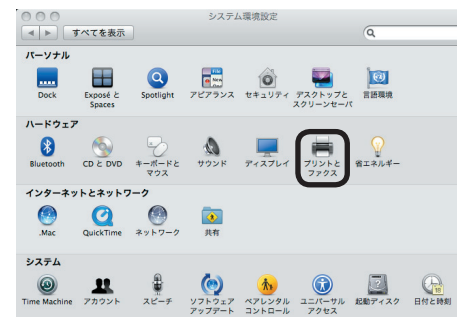 システム環境設定
すべてを表示
パーソナル
Dock
Exposé と
Spaces
Spotlight
アピアランス
セキュリティ
デスクトップと
スクリーンセーバ
言語環境
ハードウェア
Bluetooth
CD と DVD
キーボードと
マウス
サウンド
ディスプレイ
プリントと
ファクス
省エネルギー
インターネットとネットワーク
.Mac
QuickTime
ネットワーク
共有
システム
Time Machine
アカウント
スピーチ
ソフトウェア
アップデート
ペアレンタル
コントロール
ユニバーサル
アクセス
起動ディスク
日付と時刻